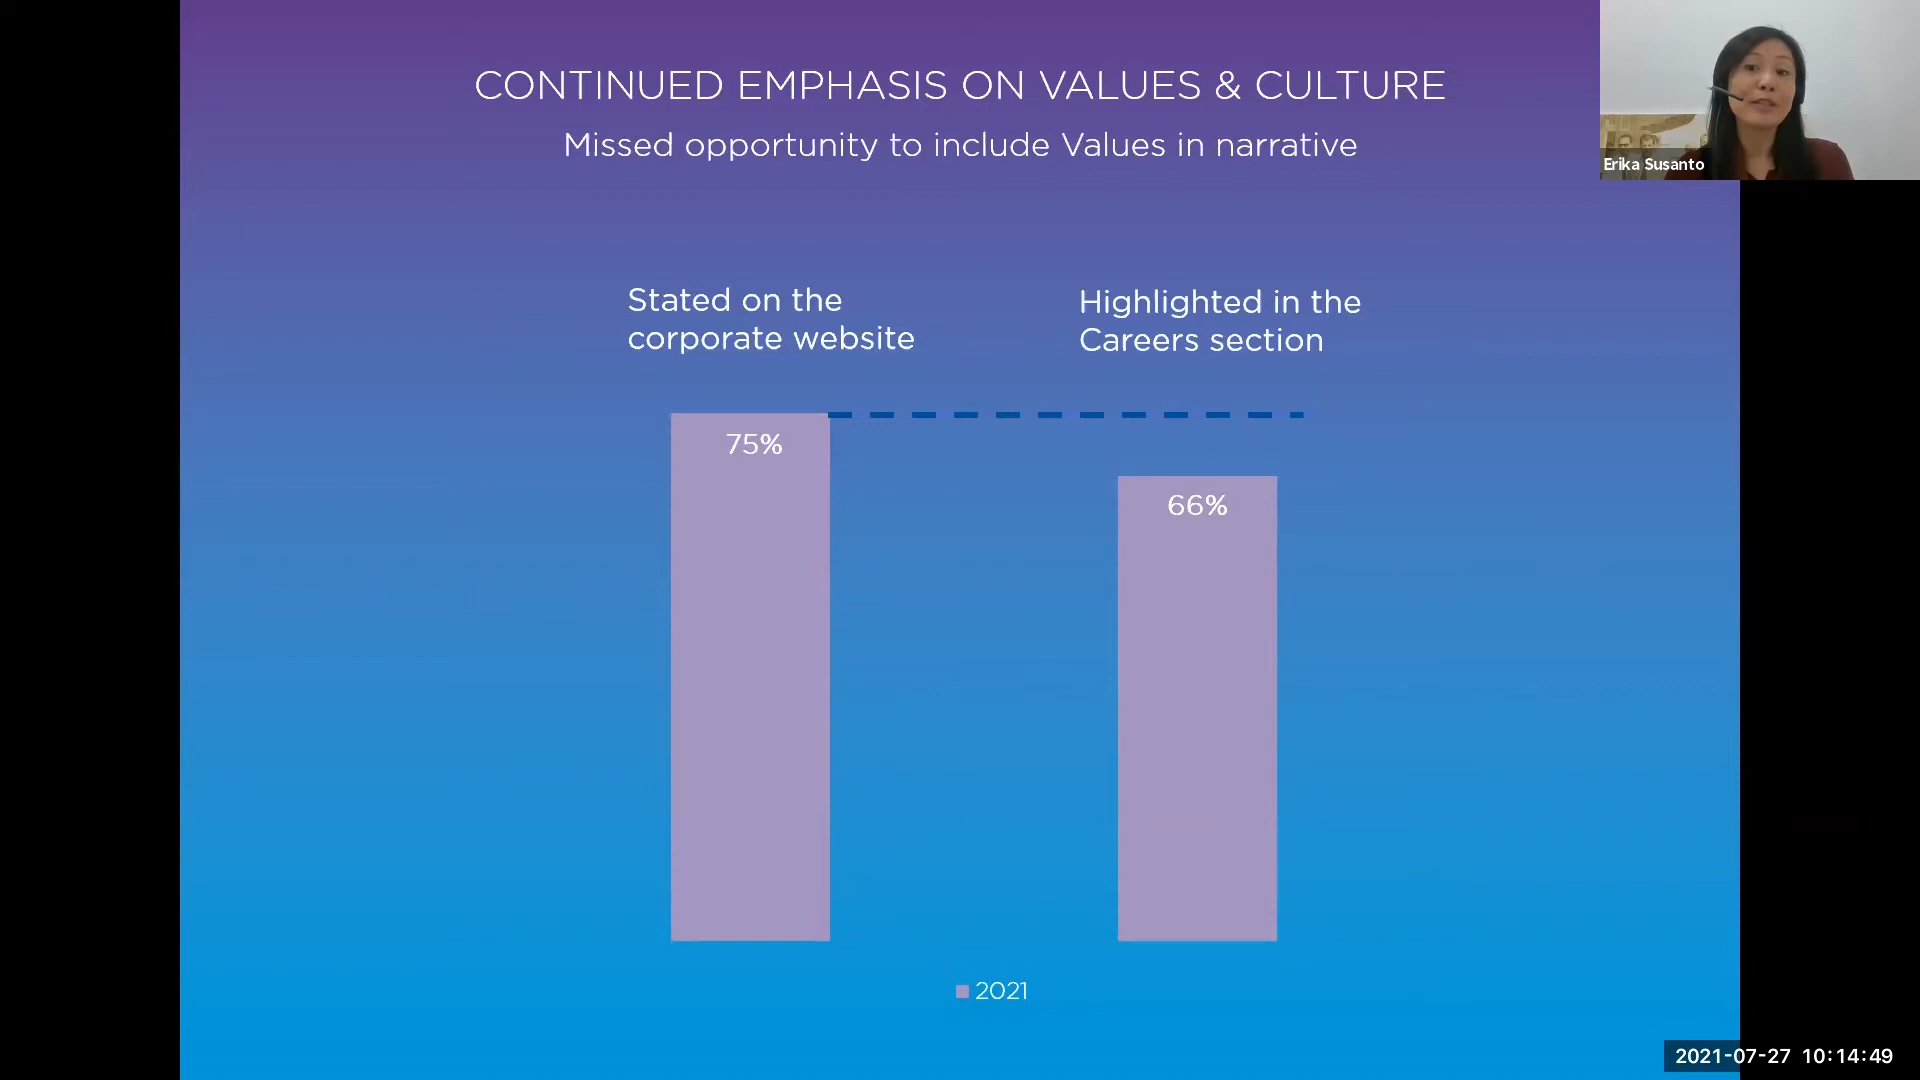 CONTINUED EMPHASIS ON VALUES & CULTURE
Missed opportunity to include Values in narrative
Erika Susanto
Stated on the
corporate website
Highlighted in the
Careers section
75%
66%
2021
2021-07-27 10:14:49